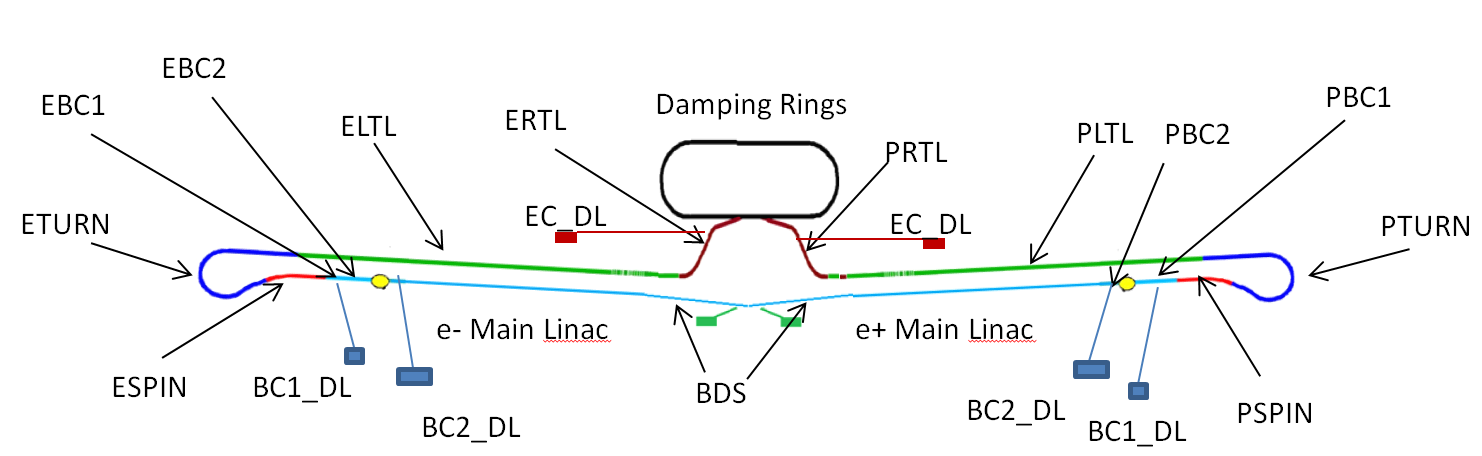 EBC2
EBC1
PBC1
Damping Rings
ERTL
ELTL
PLTL
PBC2
PRTL
ETURN
EC_DL
EC_DL
PTURN
e- Main Linac
e+ Main Linac
ESPIN
BC1_DL
BDS
BC2_DL
PSPIN
BC2_DL
BC1_DL